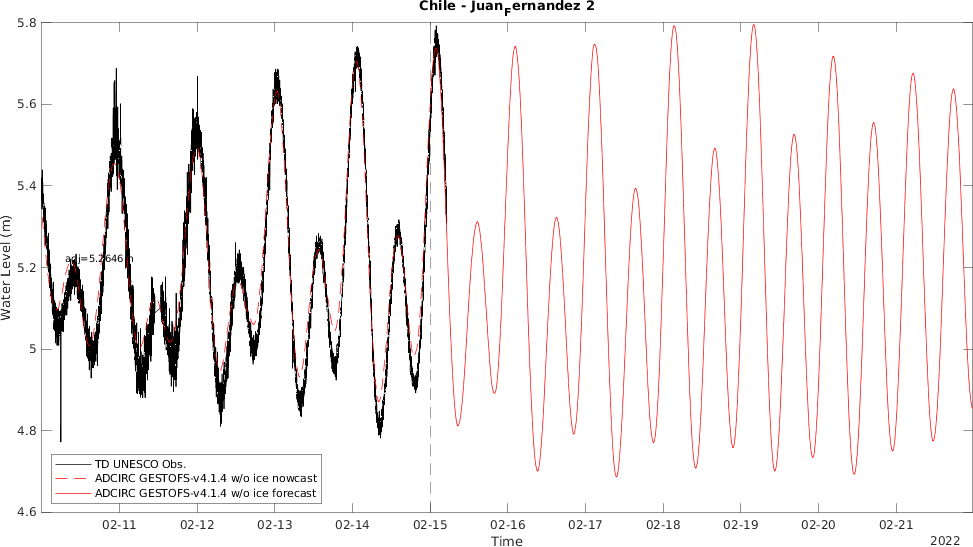 Chile - Juan_Fernandez 2
5.8
5.6
5.4
5.2
5
4.8
4.6
Water Level (m)
adj=5.2646 m
TD UNESCO Obs.
ADCIRC GESTOFS-v4.1.4 w/o ice nowcast
ADCIRC GESTOFS-v4.1.4 w/o ice forecast
02-11 02-12 02-13 02-14 02-15 02-16 02-17 02-18 02-19 02-20 02-21
Time
2022